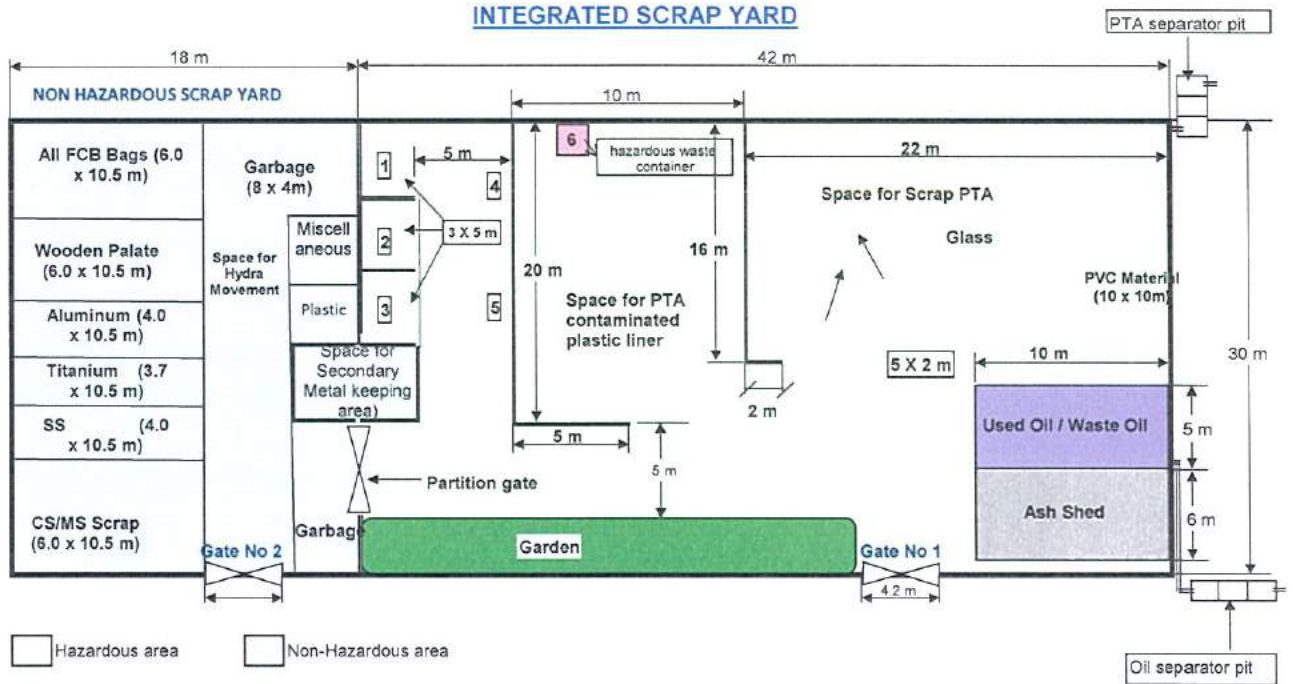 INTEGRATED SCRAP YARD
PTA separator pit
18 m
42 m
NON HAZARDOUS SCRAP YARD
10 m
All FCB Bags (6.0
x 10.5 m)
Garbage
(8 x 4m)
1
5 m
4
6
hazardous waste
container
22 m
Space for Scrap PTA
Glass
Wooden Palate
(6.0 x 10.5 m)
Space for
Hydra
Movement
Miscell
aneous
2
3 X 5 m
20 m
16 m
PVC Material
(10 x 10m)
Aluminum (4.0
x 10.5 m)
Plastic
3
5
Space for PTA
contaminated
plastic liner
30 m
Titanium (3.7
x 10.5 m)
Space for
Secondary
Metal keeping
area)
5 X 2 m
10 m
2 m
SS (4.0
x 10.5 m)
5 m
5 m
Used Oil / Waste Oil
5 m
Partition gate
CS/MS Scrap
(6.0 x 10.5 m)
Garbage
Ash Shed
6 m
Gate No 2
Garden
Gate No 1
4.2 m
Hazardous area
Non-Hazardous area
Oil separator pit